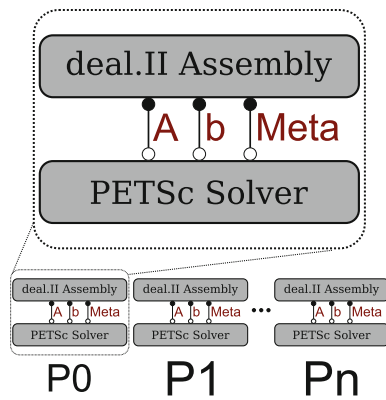 deal.II Assembly
A b Meta
PETSc Solver
deal.II Assembly deal.II Assembly deal.II Assembly
A b Meta A b Meta ... A b Meta
PETSc Solver PETSc Solver PETSc Solver
P0 P1 Pn